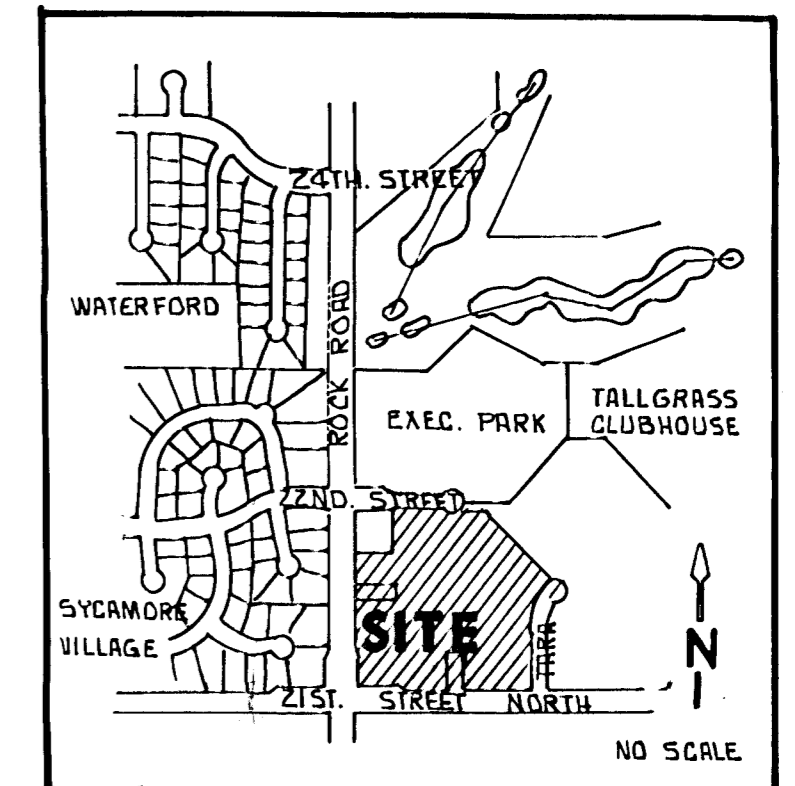 24TH. STREET
WATERFORD
ROCK ROAD
EXEC. PARK
TALLGRASS
CLUBHOUSE
22ND. STREET
SYCAMORE
VILLAGE
SITE
TARA
N
21ST. STREET NORTH
NO SCALE